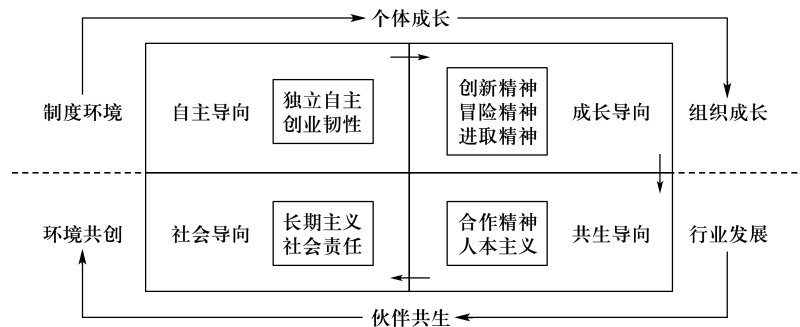 个体成长
制度环境
自主导向
独立自主
创业韧性
创新精神
冒险精神
进取精神
成长导向
组织成长
环境共创
社会导向
长期主义
社会责任
合作精神
人本主义
共生导向
行业发展
伙伴共生